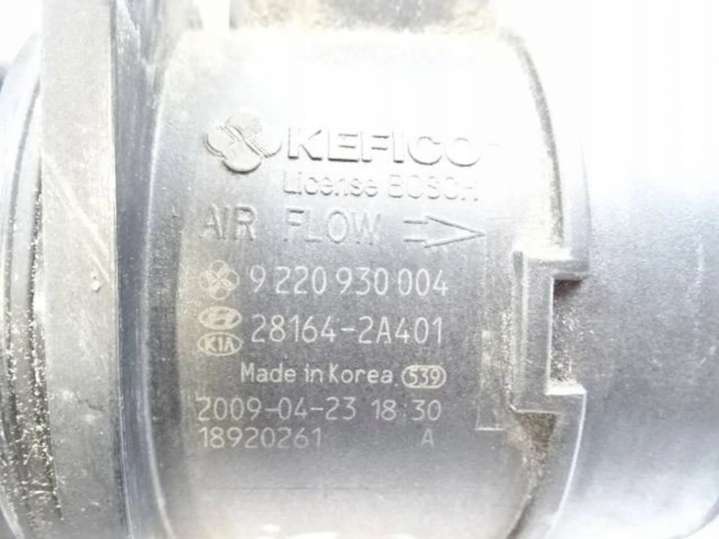 KEFICO
License BOSCH
AIR FLOW
9 220 930 004
28164-2A401
KIA
Made in Korea 539
2009-04-23 18:30
18920261 A